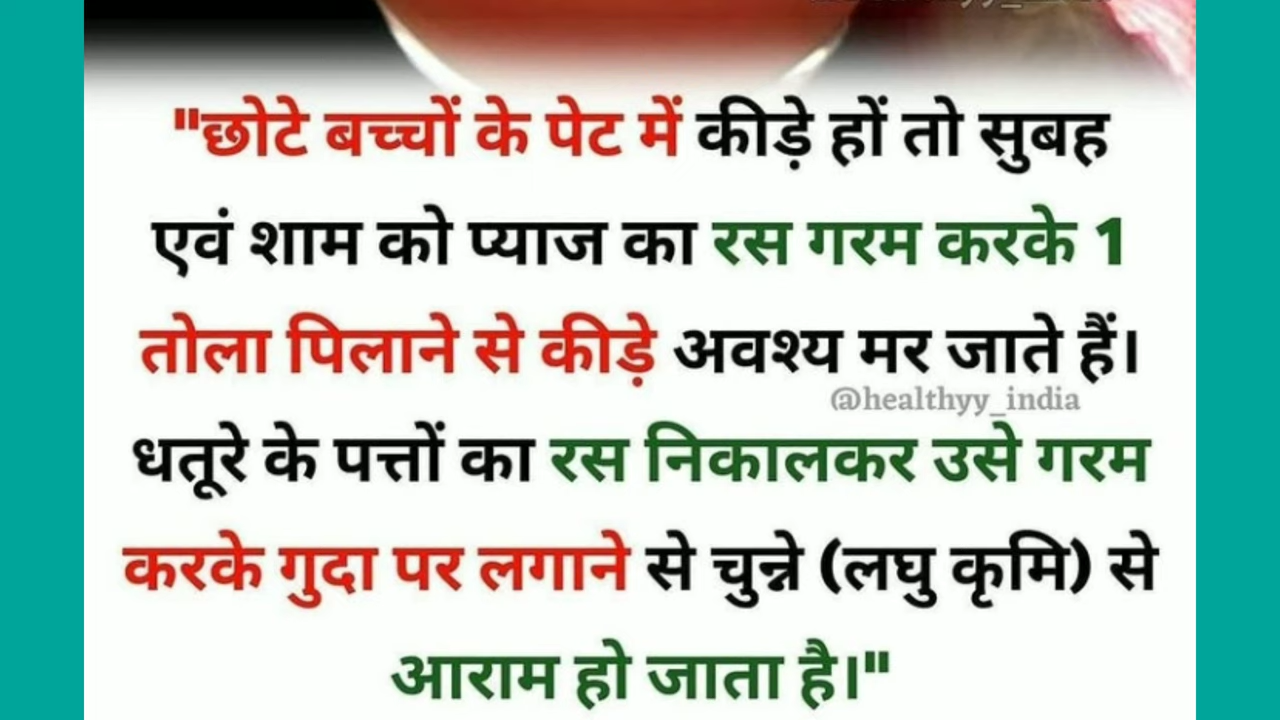 "छोटे बच्चों के पेट में कीड़े हों तो सुबह
एवं शाम को प्याज का रस गरम करके 1
तोला पिलाने से कीड़े अवश्य मर जाते हैं।
@healthyy_india
धतूरे के पत्तों का रस निकालकर उसे गरम
करके गुदा पर लगाने से चुन्ने (लघु कृमि) से
आराम हो जाता है।"